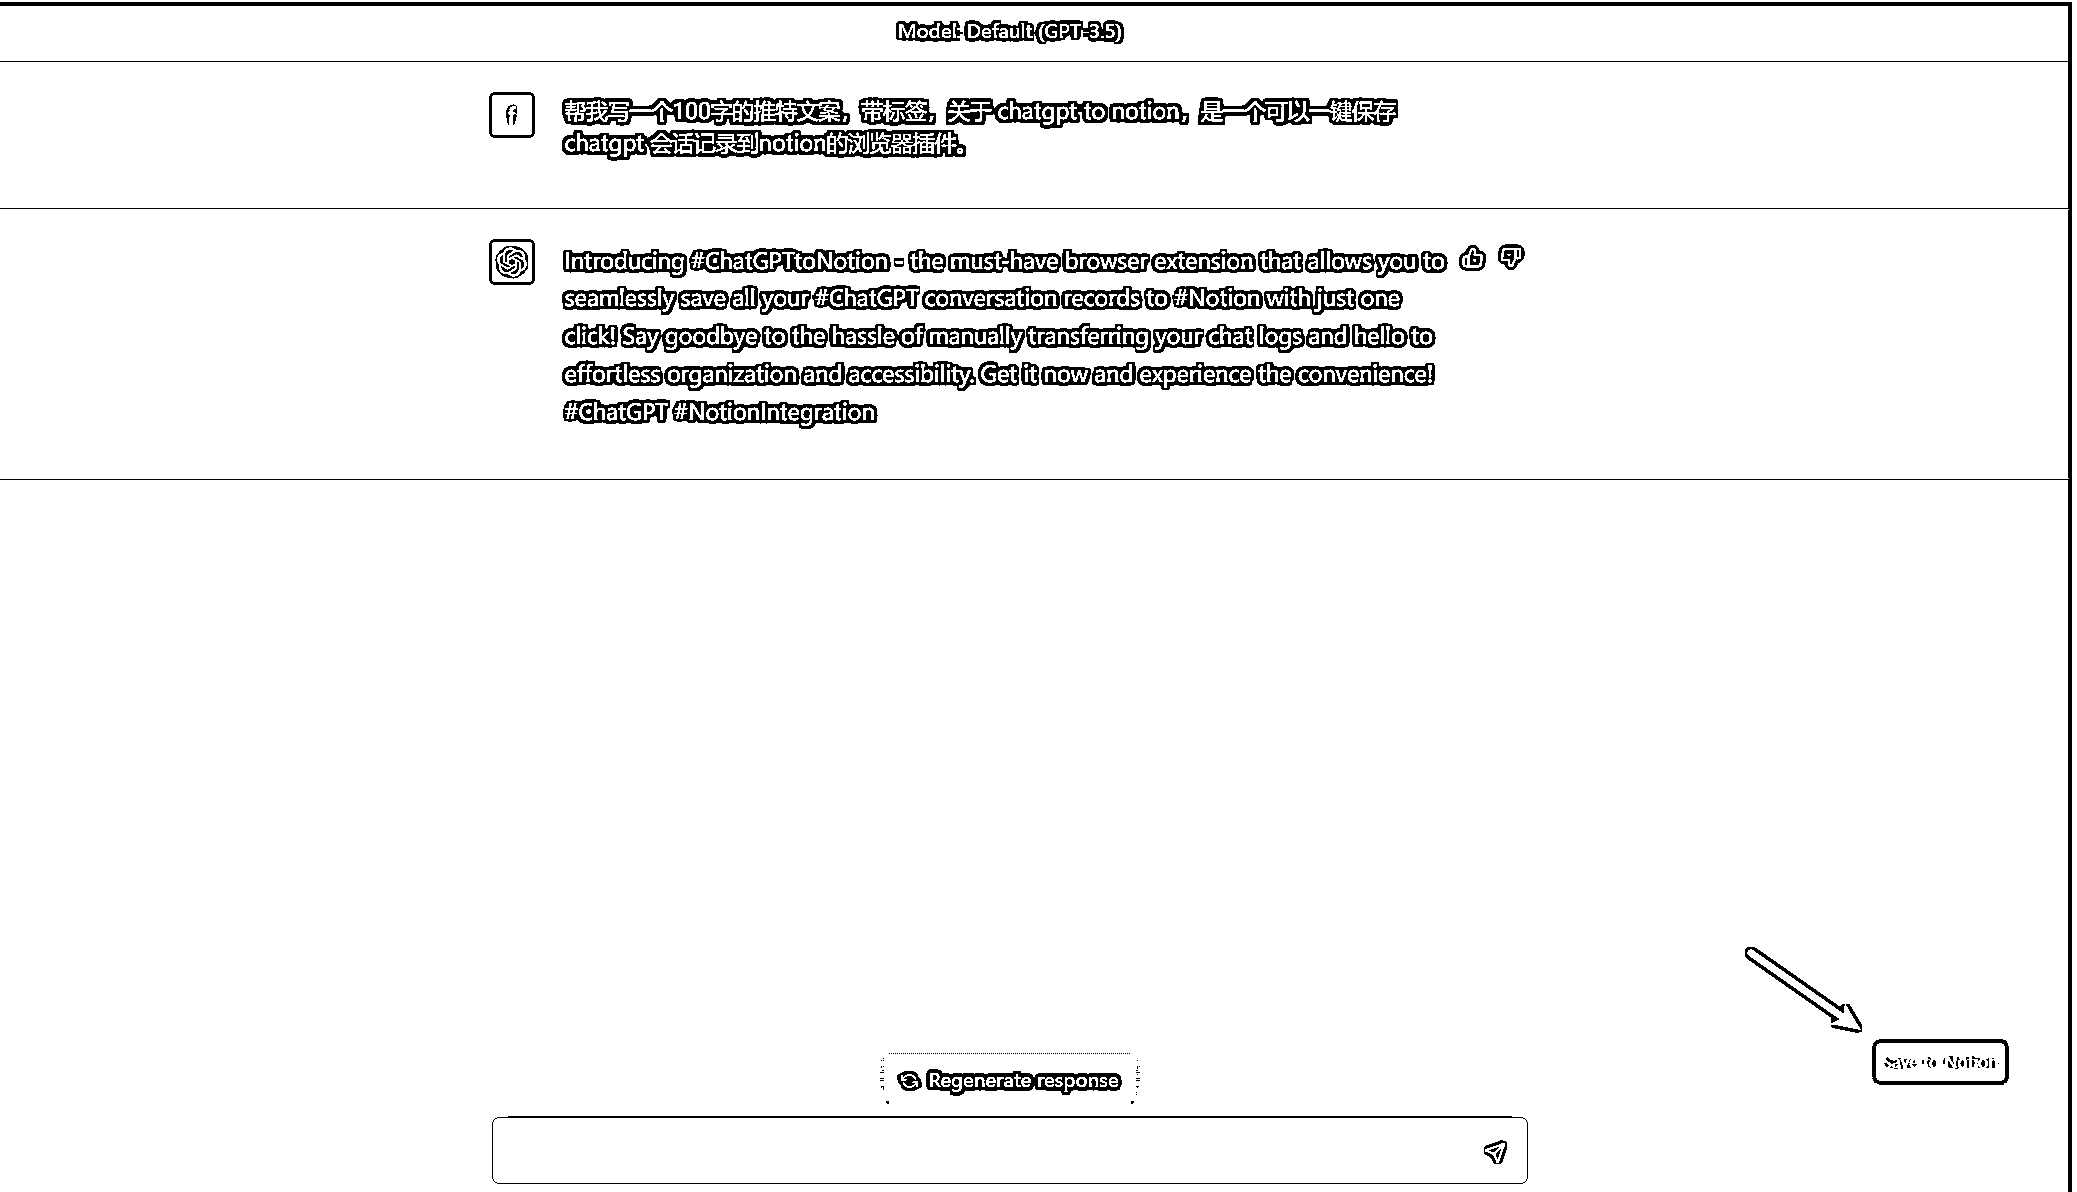 Model: Default (GPT-3.5)
帮我写一个100字的推特文案，带标签，关于 chatgpt to notion，是一个可以一键保存
chatgpt 会话记录到notion的浏览器插件。
Introducing #ChatGPTtoNotion - the must-have browser extension that allows you to
seamlessly save all your #ChatGPT conversation records to #Notion with just one
click! Say goodbye to the hassle of manually transferring your chat logs and hello to
effortless organization and accessibility. Get it now and experience the convenience!
#ChatGPT #NotionIntegration
Save to Notion
Regenerate response